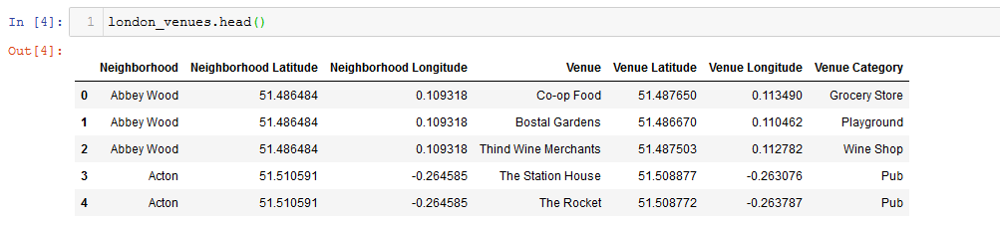 In [4]: 1 london_venues.head()
Out[4]:
Neighborhood Neighborhood Latitude Neighborhood Longitude Venue Venue Latitude Venue Longitude Venue Category
0 Abbey Wood 51.486484 0.109318 Co-op Food 51.487650 0.113490 Grocery Store
1 Abbey Wood 51.486484 0.109318 Bostal Gardens 51.486670 0.110462 Playground
2 Abbey Wood 51.486484 0.109318 Thind Wine Merchants 51.487503 0.112782 Wine Shop
3 Acton 51.510591 -0.264585 The Station House 51.508877 -0.263076 Pub
4 Acton 51.510591 -0.264585 The Rocket 51.508772 -0.263787 Pub